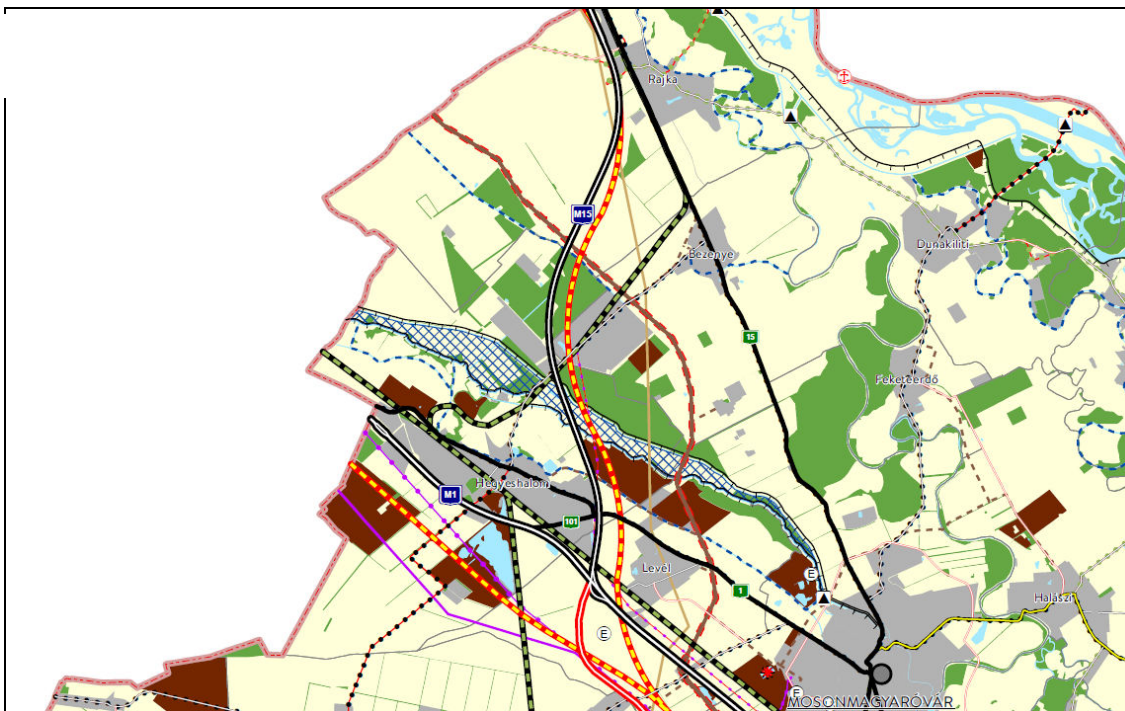 Rajka
M15
Dunakiliti
Bezenye
15
Feketeerdő
Hegyeshalom
M1
101
Levél
E
1
Halászi
E
E
MOSONMAGYARÓVÁR